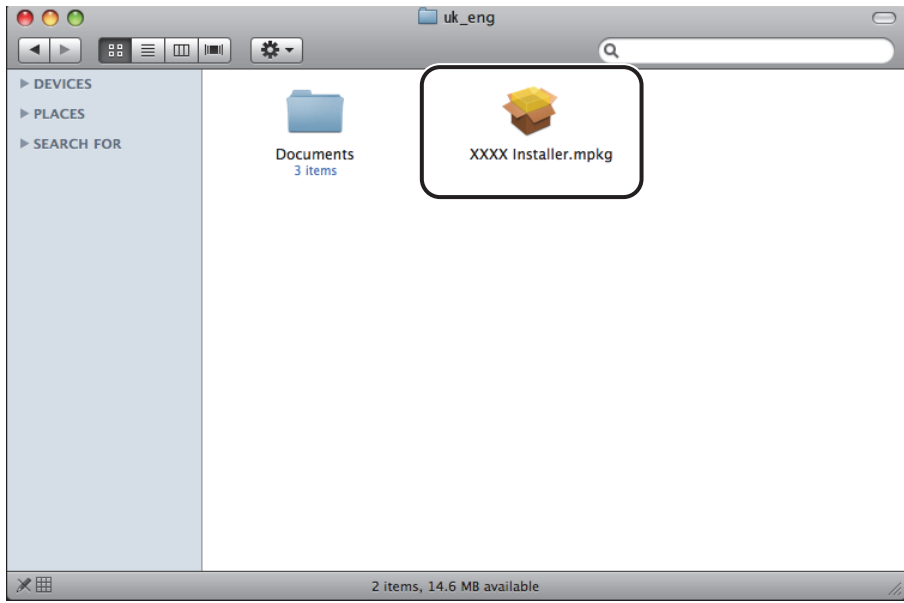 uk_eng
DEVICES
PLACES
SEARCH FOR
Documents
3 items
XXXX Installer.mpkg
2 items, 14.6 MB available